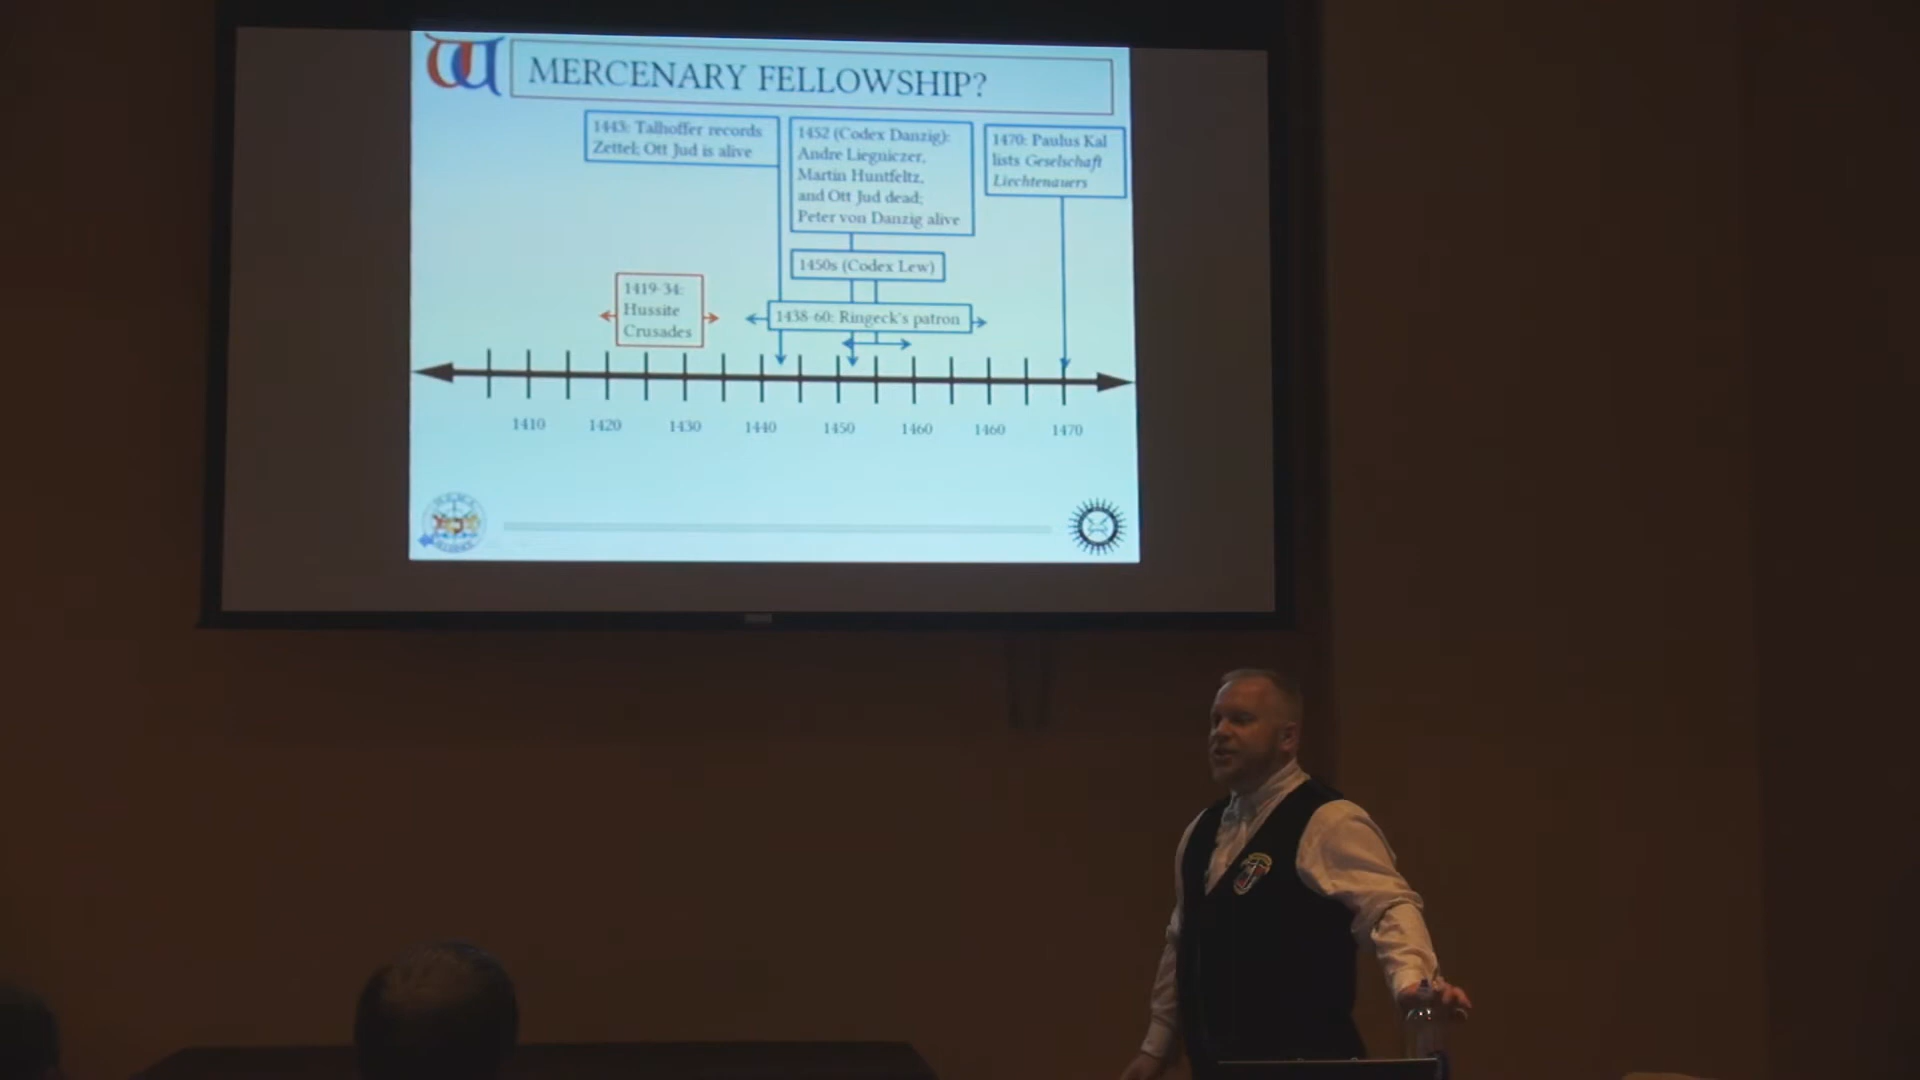 MERCENARY FELLOWSHIP?
1443: Talhoffer records
Zettel; Ott Jud is alive
1452 (Codex Danzig):
Andre Liegniczer,
Martin Huntfeltz,
and Ott Jud dead;
Peter von Danzig alive
1470: Paulus Kal
lists Geselschaft
Liechtenauers
1450s (Codex Lew)
1419-34:
Hussite
Crusades
1438-60: Ringeck's patron
1410 1420 1430 1440 1450 1460 1460 1470